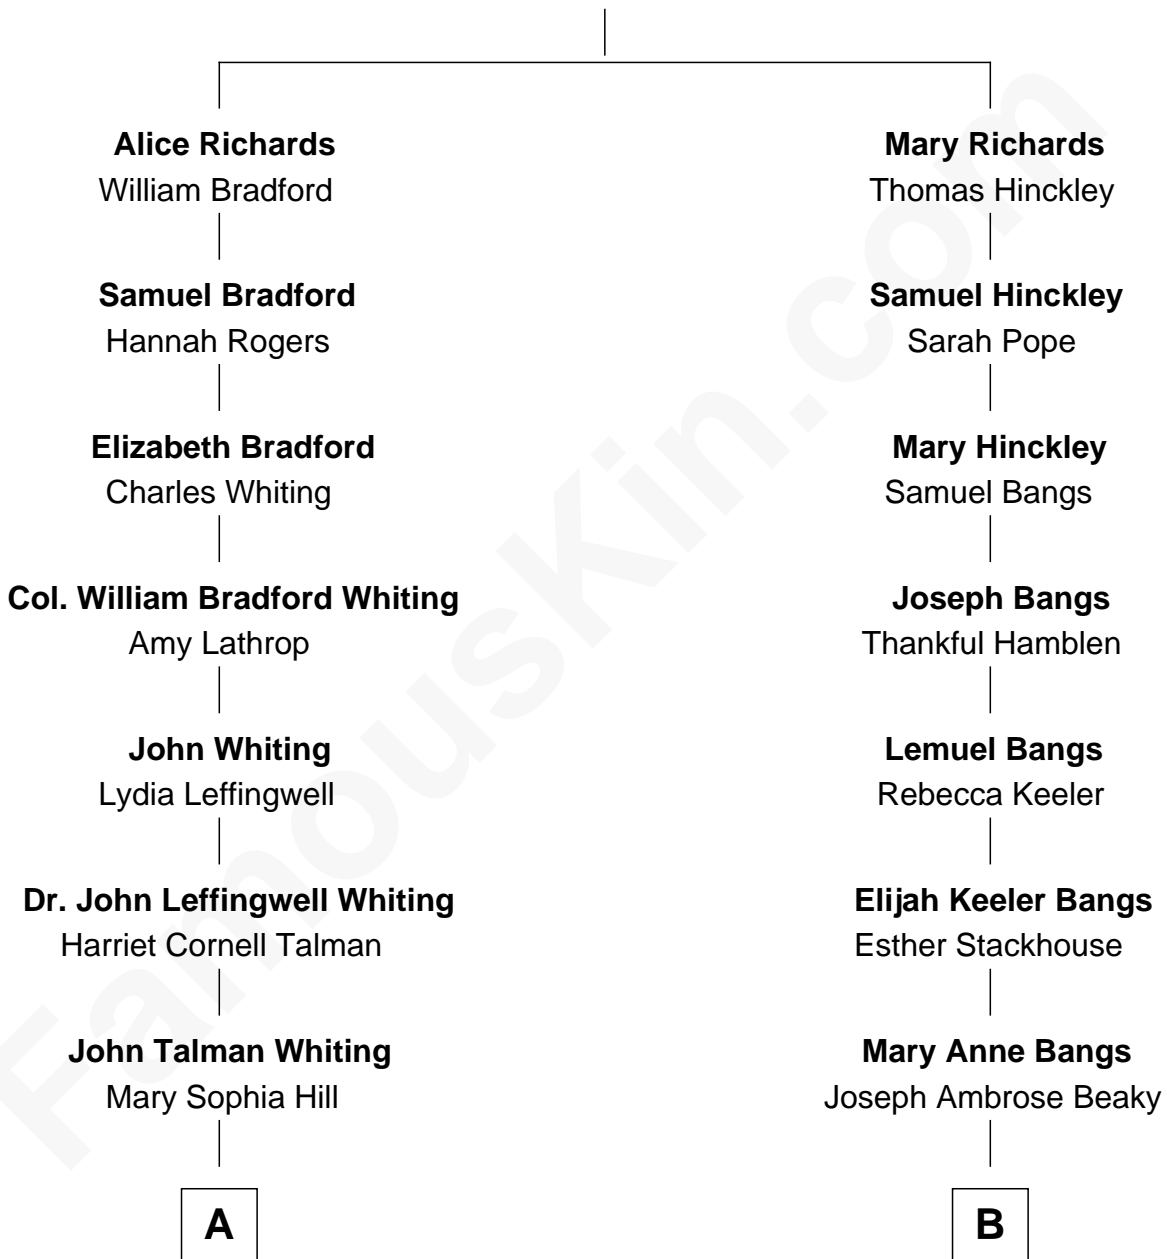 Alice Richards
William Bradford
Mary Richards
Thomas Hinckley
Samuel Bradford
Hannah Rogers
Samuel Hinckley
Sarah Pope
Elizabeth Bradford
Charles Whiting
Mary Hinckley
Samuel Bangs
Col. William Bradford Whiting
Amy Lathrop
Joseph Bangs
Thankful Hamblen
John Whiting
Lydia Leffingwell
Lemuel Bangs
Rebecca Keeler
Dr. John Leffingwell Whiting
Harriet Cornell Talman
Elijah Keeler Bangs
Esther Stackhouse
John Talman Whiting
Mary Sophia Hill
Mary Anne Bangs
Joseph Ambrose Beaky
A
B
FamousKin.com